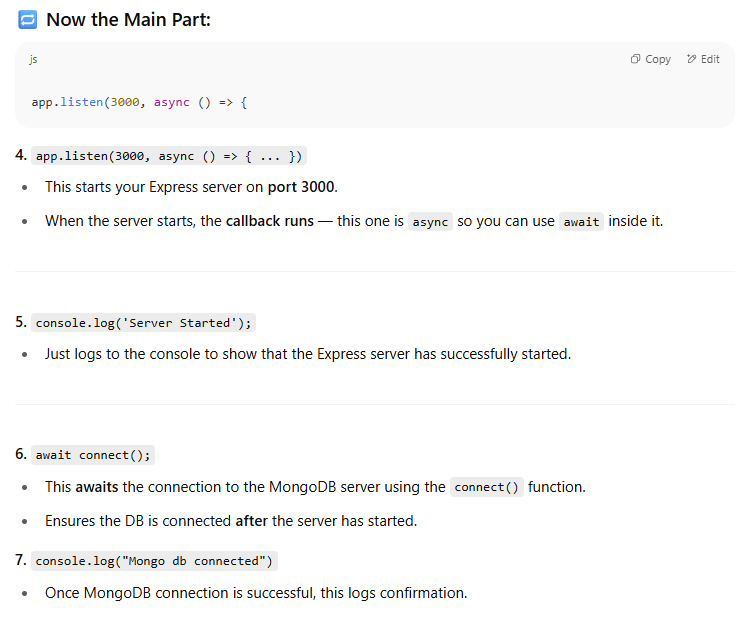 Now the Main Part:
js
Copy
Edit
app.listen(3000, async () => {
4. app.listen(3000, async () => { ... })
• This starts your Express server on port 3000.
• When the server starts, the callback runs — this one is async so you can use await inside it.
5. console.log('Server Started');
• Just logs to the console to show that the Express server has successfully started.
6. await connect();
• This awaits the connection to the MongoDB server using the connect() function.
• Ensures the DB is connected after the server has started.
7. console.log("Mongo db connected")
• Once MongoDB connection is successful, this logs confirmation.